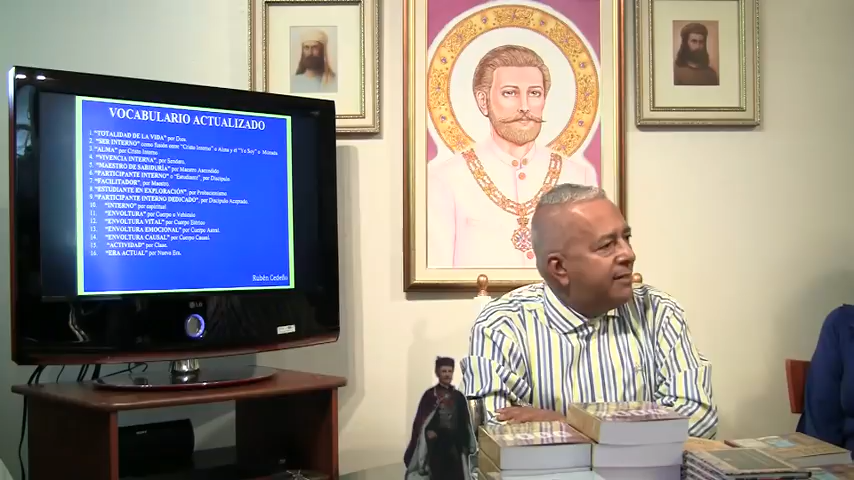 VOCABULARIO ACTUALIZADO
1. "TOTALIDAD DE LA VIDA" por Dios.
2. "SER INTERNO" como fusión entre "Cristo Interno" o Alma y el "Yo Soy" o Mónada
3. "ALMA" por Cristo Interno.
4. "VIVENCIA INTERNA", por Sendero.
5. "MAESTRO DE SABIDURÍA" por Maestro Ascendido
6. "PARTICIPANTE INTERNO" o "Estudiante", por Discípulo
7. "FACILITADOR", por Maestro.
8. "ESTUDIANTE EN EXPLORACIÓN", por Probacionista
9. "PARTICIPANTE INTERNO DEDICADO", por Discípulo Aceptado.
10. "INTERNO" por espiritual
11. "ENVOLTURA" por Cuerpo o Vehículo
12. "ENVOLTURA VITAL" por Cuerpo Etérico
13. "ENVOLTURA EMOCIONAL" por Cuerpo Astral.
14. "ENVOLTURA CAUSAL" por Cuerpo Causal.
15. "ACTIVIDAD" por Clase.
16. "ERA ACTUAL" por Nueva Era.
Rubén Cedeño
LG